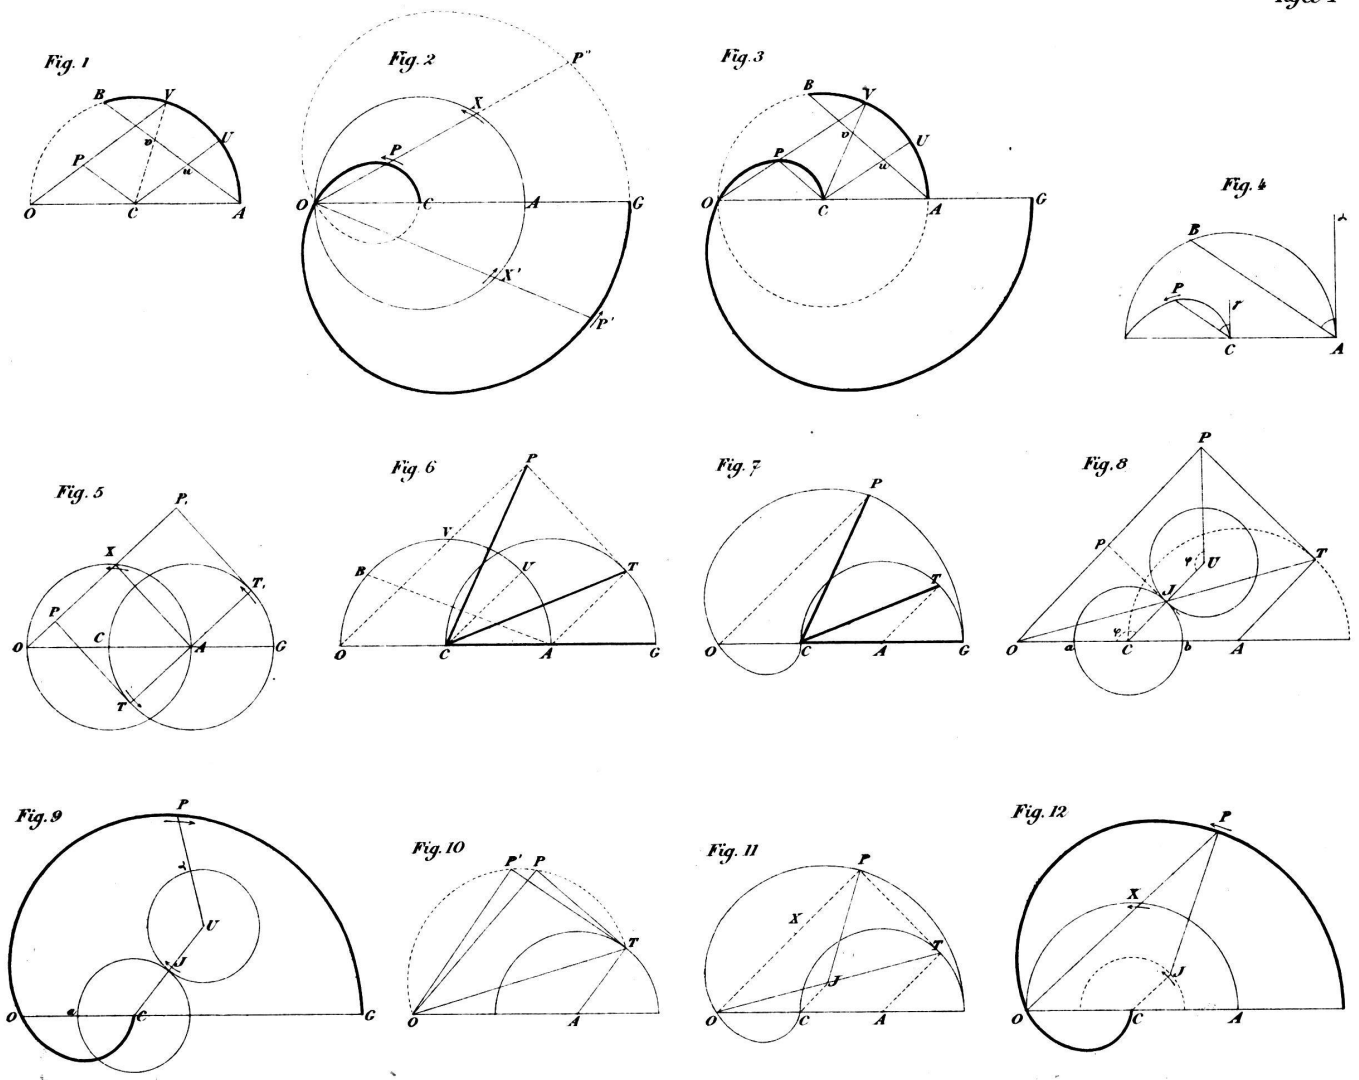 Fig. 1
B V
U
P v
u
O C A
Fig. 2
P"
X
P
O C A G
X'
P'
Fig. 3
B V
v U
P u
O C A G
Fig. 4
B
P γ
C A
Fig. 5
P,
X
T,
P
O C A G
T
Fig. 6
P
V
B U T
O C A G
Fig. 7
P
T
O C A G
Fig. 8
P
P φ U T
J
φ
O a C b A
Fig. 9
P
α
U
J
O a C G
Fig. 10
P' P
T
O A
Fig. 11
P
X
T
J
O C A
Fig. 12
P
X
J
O C A